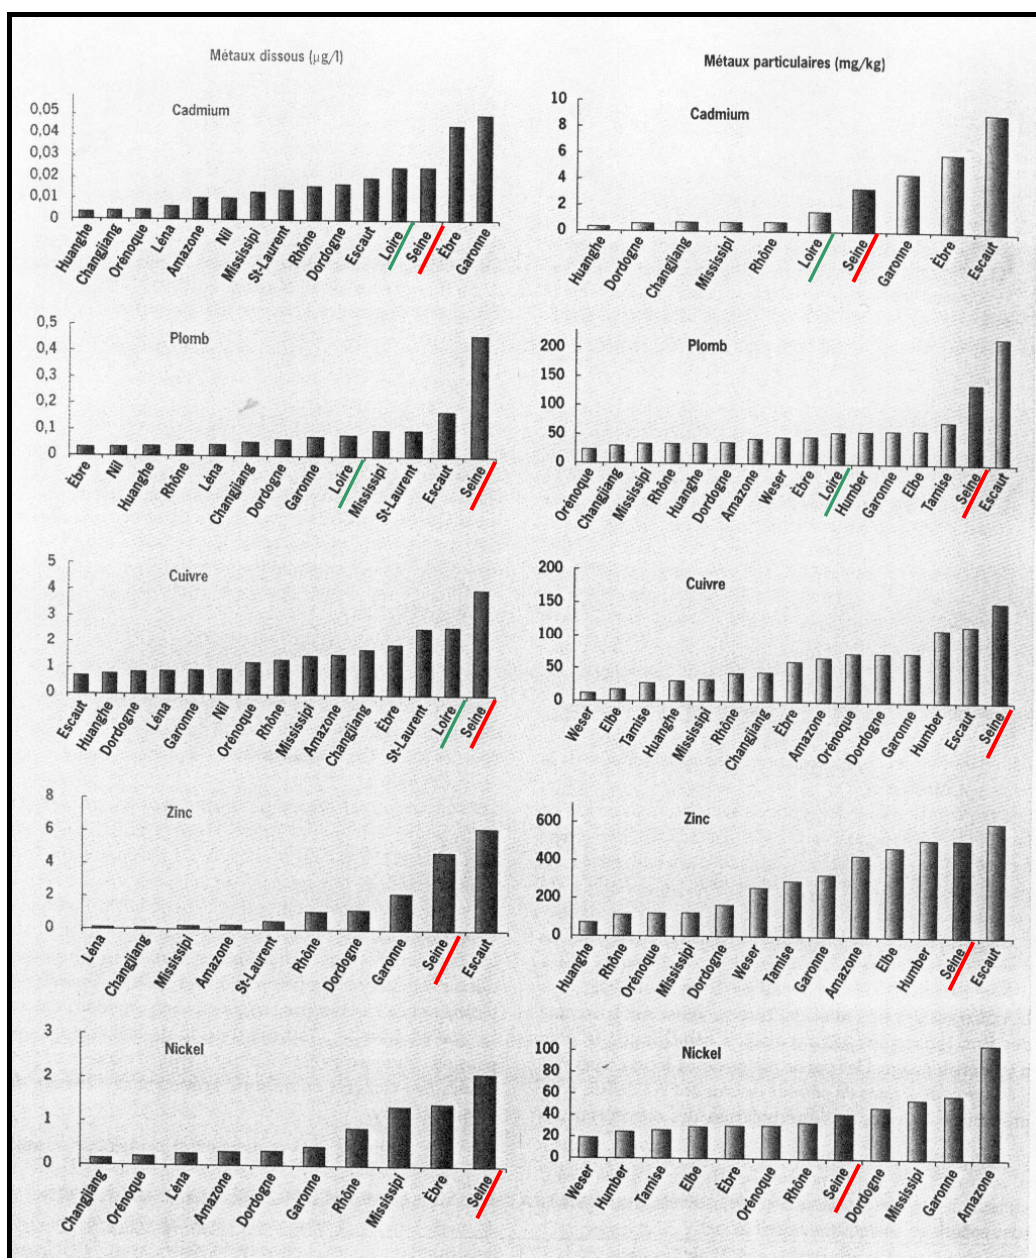 Métaux dissous (µg/l)
Cadmium
0,05
0,04
0,03
0,02
0,01
0
Huanghe
Changjiang
Orénoque
Léna
Amazone
Nil
Mississipi
St-Laurent
Rhône
Dordogne
Escaut
Loire
Seine
Èbre
Garonne
Plomb
0,5
0,4
0,3
0,2
0,1
0
Èbre
Nil
Huanghe
Rhône
Léna
Changjiang
Dordogne
Garonne
Loire
Mississipi
St-Laurent
Escaut
Seine
Cuivre
5
4
3
2
1
0
Escaut
Huanghe
Dordogne
Léna
Garonne
Nil
Orénoque
Rhône
Mississipi
Amazone
Changjiang
Èbre
St-Laurent
Loire
Seine
Zinc
8
6
4
2
0
Léna
Changjiang
Mississipi
Amazone
St-Laurent
Rhône
Dordogne
Garonne
Seine
Escaut
Nickel
3
2
1
0
Changjiang
Orénoque
Léna
Amazone
Dordogne
Garonne
Rhône
Mississipi
Èbre
Seine
Métaux particulaires (mg/kg)
Cadmium
10
8
6
4
2
0
Huanghe
Dordogne
Changjiang
Mississipi
Rhône
Loire
Seine
Garonne
Èbre
Escaut
Plomb
200
150
100
50
0
Orénoque
Changjiang
Mississipi
Rhône
Huanghe
Dordogne
Amazone
Weser
Èbre
Loire
Humber
Garonne
Elbe
Tamise
Seine
Escaut
Cuivre
200
150
100
50
0
Weser
Elbe
Tamise
Huanghe
Mississipi
Rhône
Changjiang
Èbre
Amazone
Orénoque
Dordogne
Garonne
Humber
Escaut
Seine
Zinc
600
400
200
0
Huanghe
Rhône
Orénoque
Mississipi
Dordogne
Weser
Tamise
Garonne
Amazone
Elbe
Humber
Seine
Escaut
Nickel
100
80
60
40
20
0
Weser
Humber
Tamise
Elbe
Èbre
Orénoque
Rhône
Seine
Dordogne
Mississipi
Garonne
Amazone